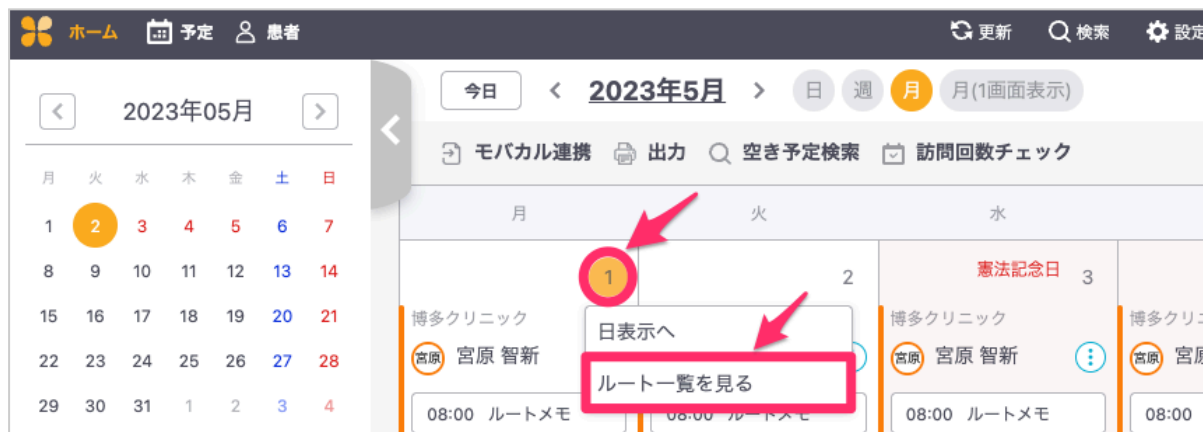 ホーム 予定 患者 更新 検索 設定
今日 < 2023年5月 > 日 週 月 月(1画面表示)
< 2023年05月 >
モバカル連携 出力 空き予定検索 訪問回数チェック
月 火 水 木 金 土 日
1 2 3 4 5 6 7
8 9 10 11 12 13 14
15 16 17 18 19 20 21
22 23 24 25 26 27 28
29 30 31 1 2 3 4
月 火 水
1 2 憲法記念日 3
博多クリニック 博多クリニック 博多クリニ
日表示へ
宮原 宮原 智新 宮原 宮原 智新 宮原 宮原
ルート一覧を見る
08:00 ルートメモ 08:00 ルートメモ 08:00 ルートメモ 08:00